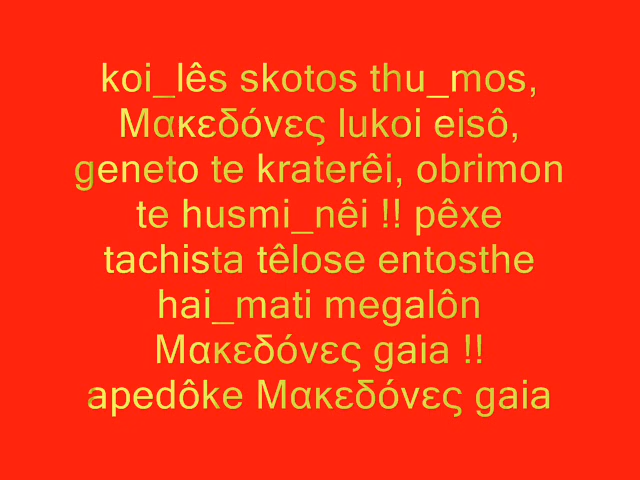 koi_lês skotos thu_mos,
Μακεδόνες lukoi eisô,
geneto te kraterêi, obrimon
te husmi_nêi !! pêxe
tachista têlose entosthe
hai_mati megalôn
Μακεδόνες gaia !!
apedôke Μακεδόνες gaia